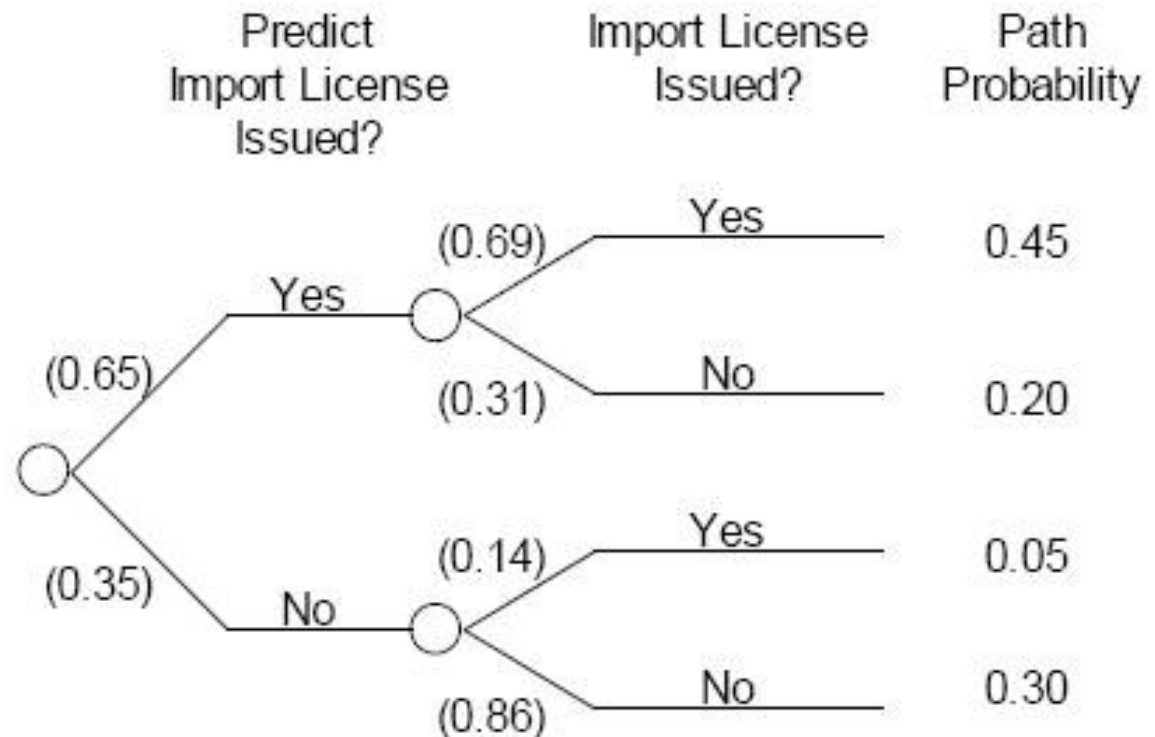 Predict
Import License
Issued?
Import License
Issued?
Path
Probability
(0.69)
Yes
0.45
Yes
(0.65)
(0.31)
No
0.20
(0.14)
Yes
0.05
(0.35)
No
(0.86)
No
0.30